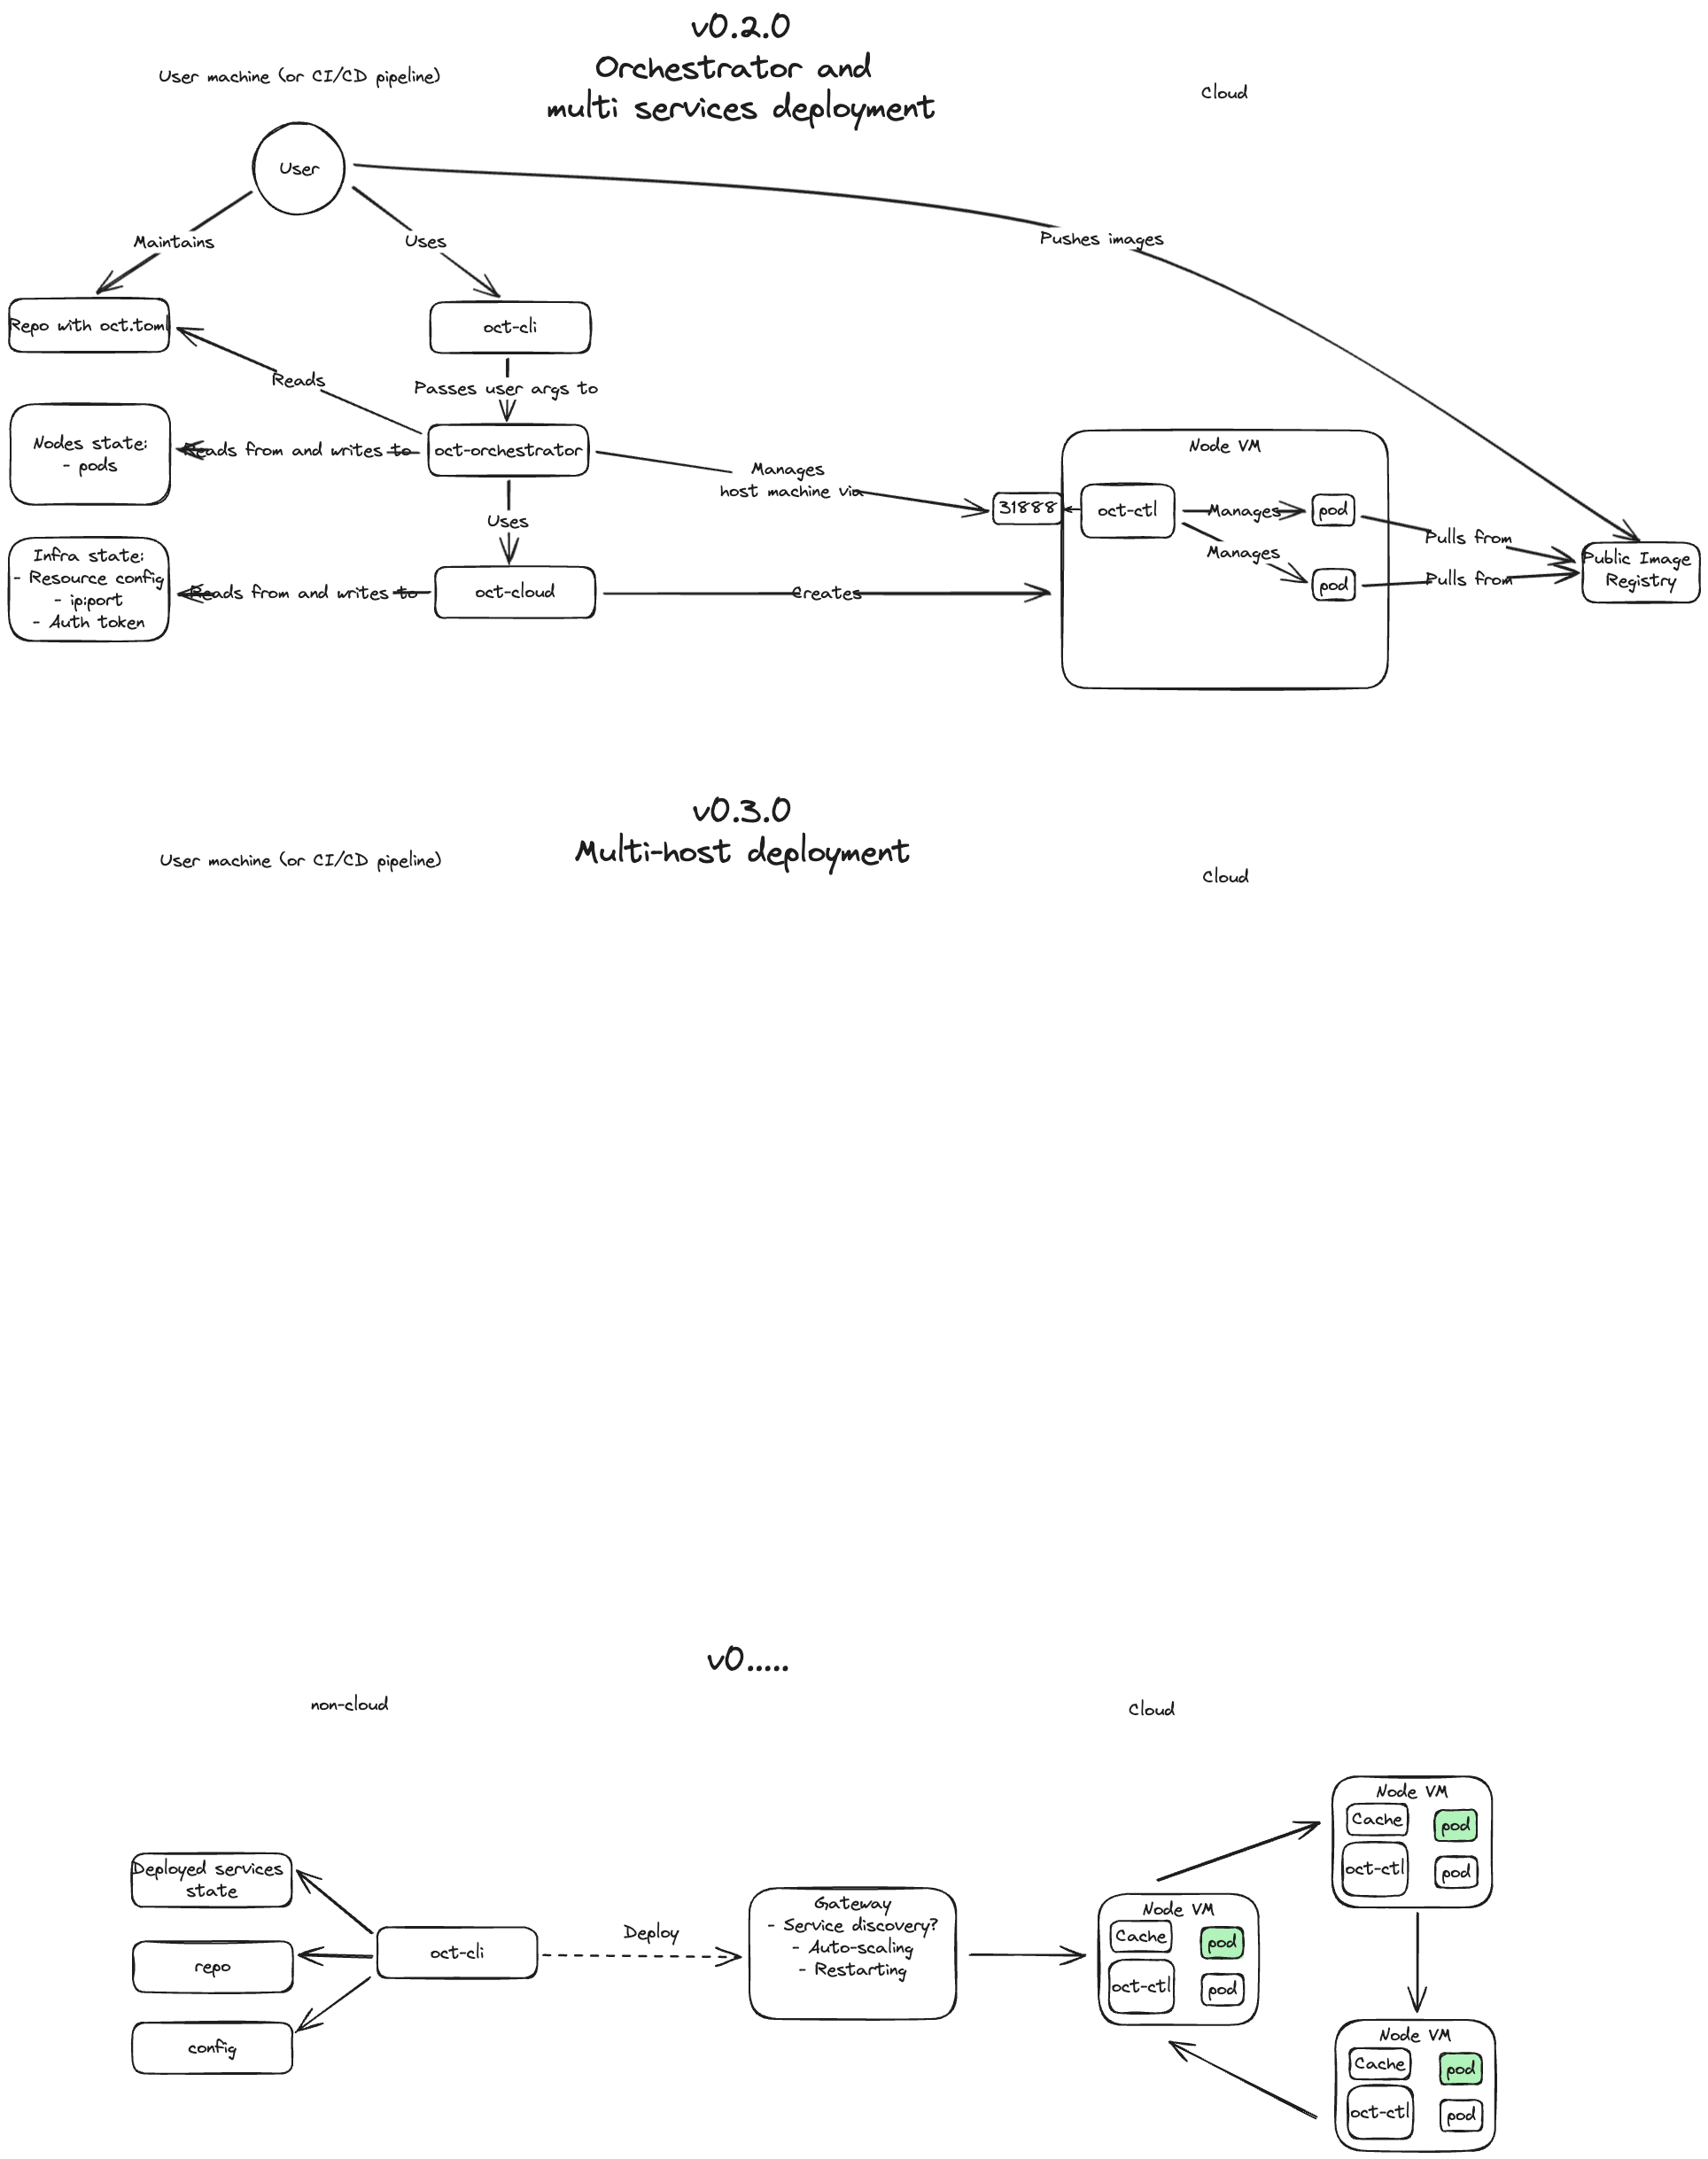 v0.2.0
Orchestrator and
multi services deployment
User machine (or CI/CD pipeline)
Cloud
User
Pushes images
Maintains
Uses
Repo with oct.toml
oct-cli
Reads
Passes user args to
Nodes state:
- pods
Reads from and writes to
oct-orchestrator
Manages
host machine via
Node VM
31888
oct-ctl
Manages
pod
Pulls from
Manages
pod
Pulls from
Public Image
Registry
Uses
Infra state:
- Resource config
- ip:port
- Auth token
Reads from and writes to
oct-cloud
Creates
v0.3.0
Multi-host deployment
User machine (or CI/CD pipeline)
Cloud
v0.....
non-cloud
Cloud
Deployed services
state
repo
config
oct-cli
Deploy
Gateway
- Service discovery?
- Auto-scaling
- Restarting
Node VM
Cache
pod
oct-ctl
pod
Node VM
Cache
pod
oct-ctl
pod
Node VM
Cache
pod
oct-ctl
pod